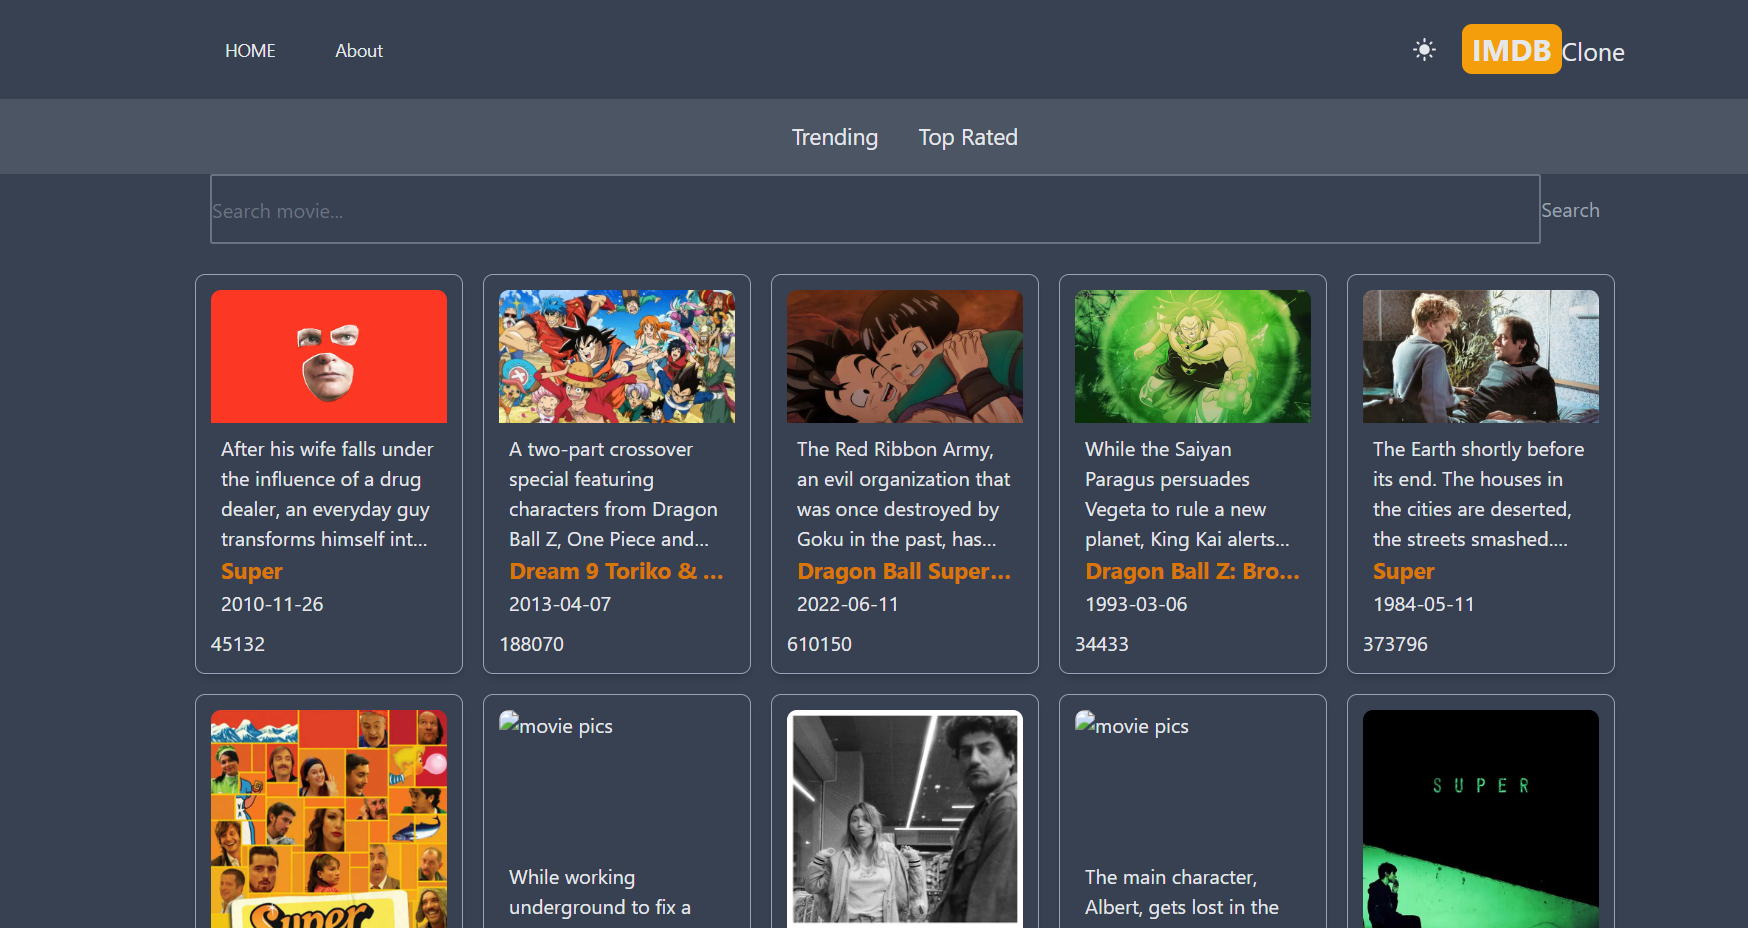 HOME About IMDB Clone
Trending Top Rated
Search movie... Search
After his wife falls under
the influence of a drug
dealer, an everyday guy
transforms himself int...
Super
2010-11-26
45132
A two-part crossover
special featuring
characters from Dragon
Ball Z, One Piece and...
Dream 9 Toriko & ...
2013-04-07
188070
The Red Ribbon Army,
an evil organization that
was once destroyed by
Goku in the past, has...
Dragon Ball Super...
2022-06-11
610150
While the Saiyan
Paragus persuades
Vegeta to rule a new
planet, King Kai alerts...
Dragon Ball Z: Bro...
1993-03-06
34433
The Earth shortly before
its end. The houses in
the cities are deserted,
the streets smashed....
Super
1984-05-11
373796
Super
movie pics
While working
underground to fix a
movie pics
The main character,
Albert, gets lost in the
SUPER